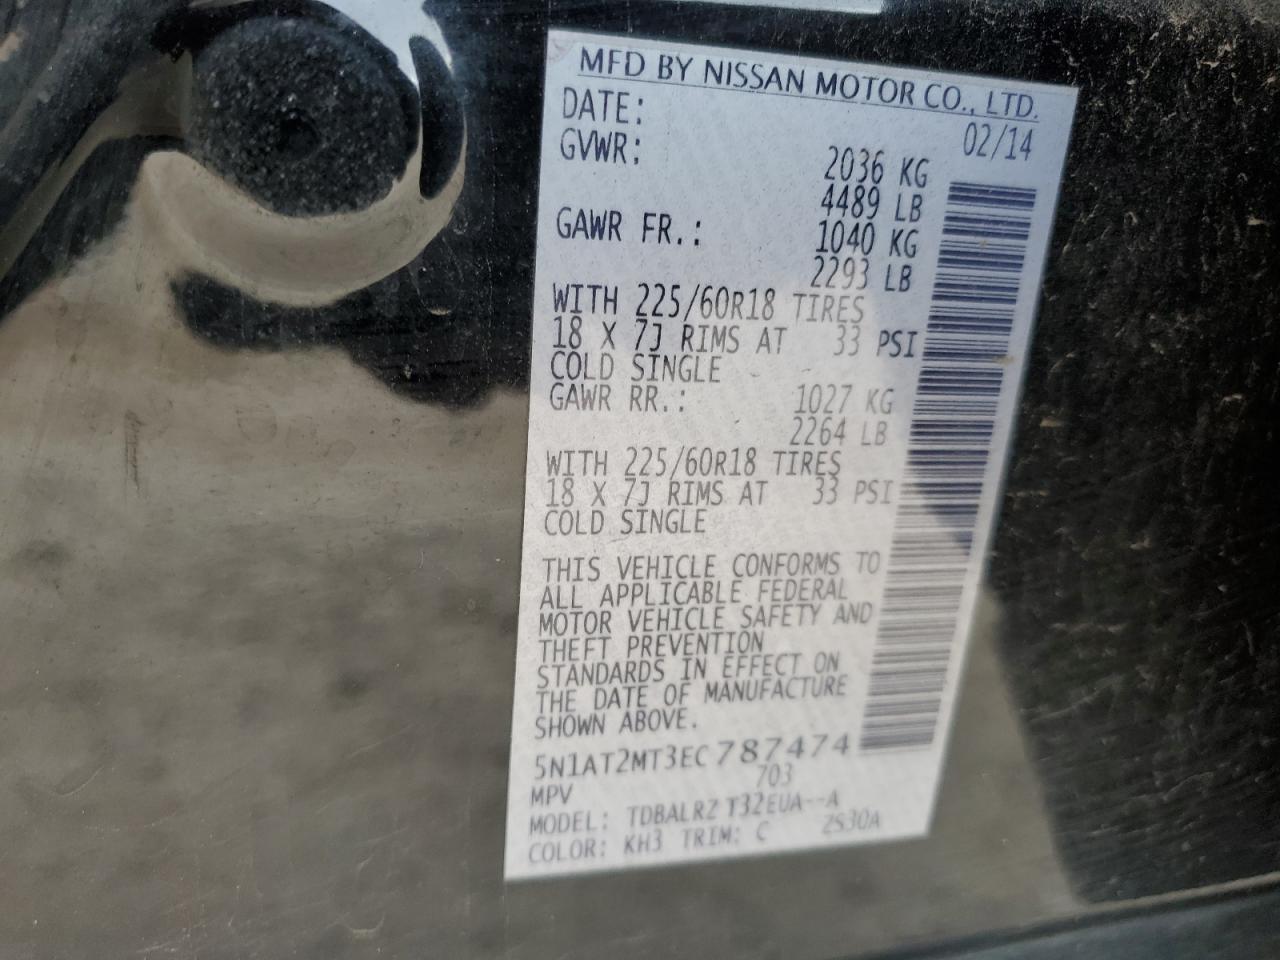 MFD BY NISSAN MOTOR CO., LTD.
DATE: 02/14
GVWR: 2036 KG
4489 LB
GAWR FR.: 1040 KG
2293 LB
WITH 225/60R18 TIRES
18 X 7J RIMS AT 33 PSI
COLD SINGLE
GAWR RR.: 1027 KG
2264 LB
WITH 225/60R18 TIRES
18 X 7J RIMS AT 33 PSI
COLD SINGLE
THIS VEHICLE CONFORMS TO
ALL APPLICABLE FEDERAL
MOTOR VEHICLE SAFETY AND
THEFT PREVENTION
STANDARDS IN EFFECT ON
THE DATE OF MANUFACTURE
SHOWN ABOVE.
5N1AT2MT3EC787474
MPV 703
MODEL: TDBALRZ T32EUA--A
COLOR: KH3 TRIM: C 2S30A